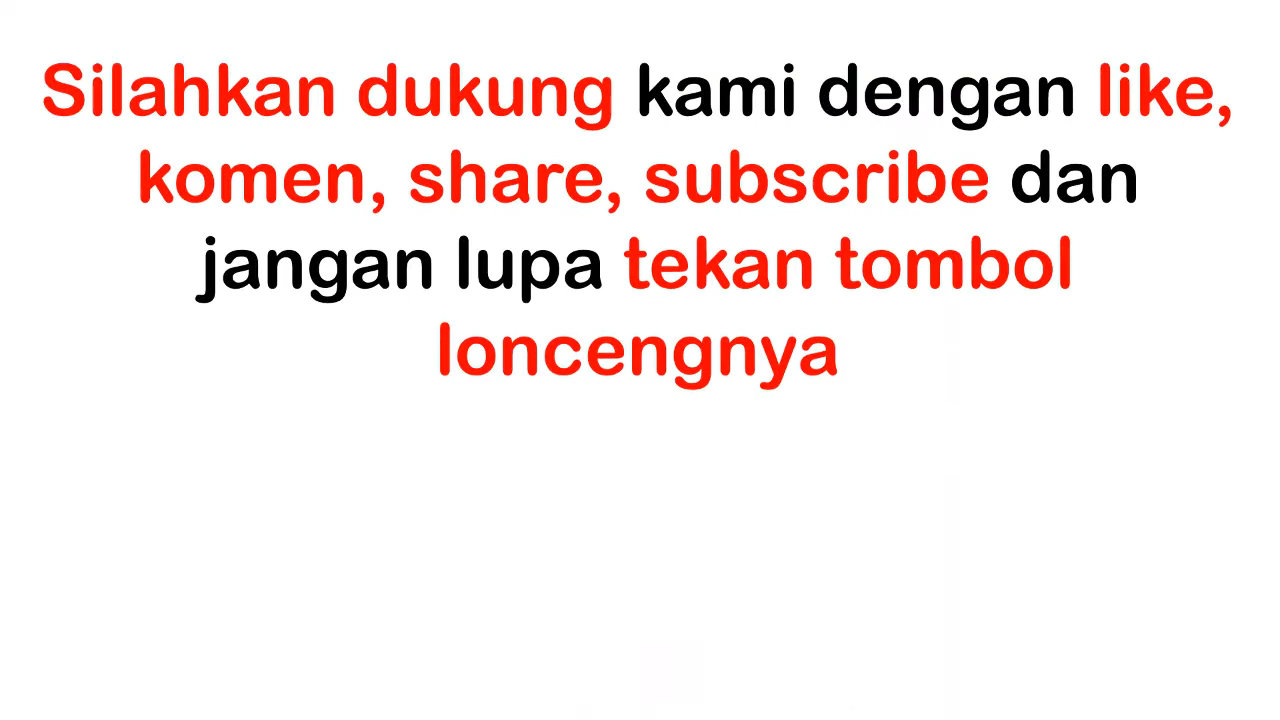 Silahkan dukung kami dengan like,
komen, share, subscribe dan
jangan lupa tekan tombol
loncengnya